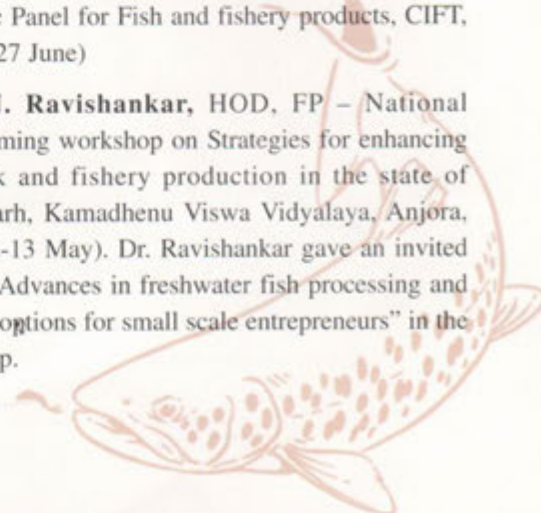 Panel for Fish and fishery products, CIFT,
27 June)
. Ravishankar, HOD, FP – National
ming workshop on Strategies for enhancing
k and fishery production in the state of
arh, Kamadhenu Viswa Vidyalaya, Anjora,
-13 May). Dr. Ravishankar gave an invited
Advances in freshwater fish processing and
options for small scale entrepreneurs” in the
p.